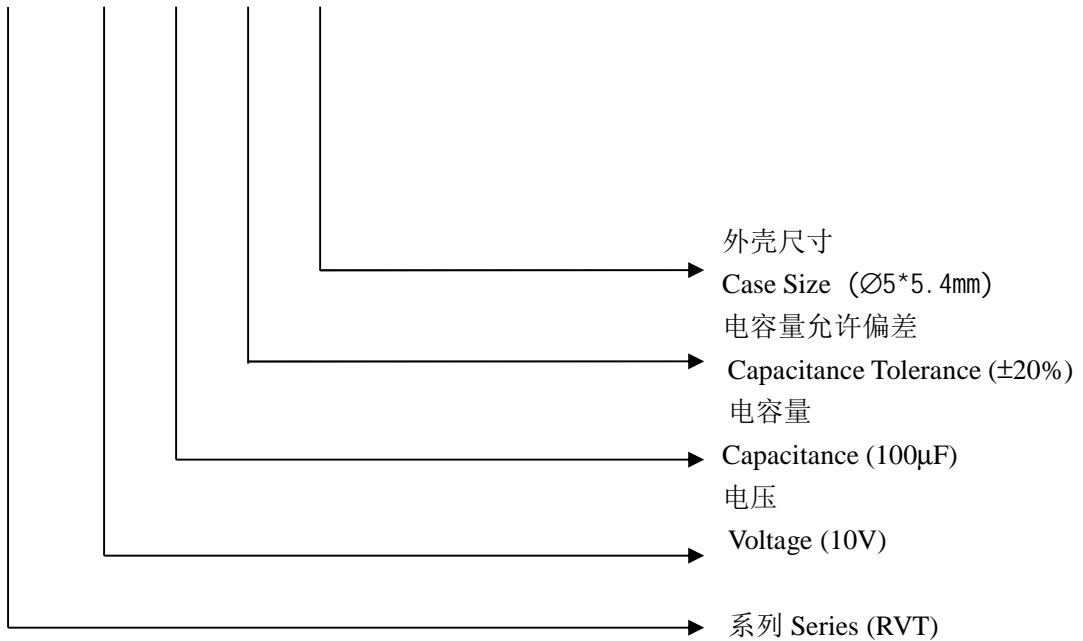 外壳尺寸
Case Size (∅5*5.4mm)
电容量允许偏差
Capacitance Tolerance (±20%)
电容量
Capacitance (100μF)
电压
Voltage (10V)
系列 Series (RVT)